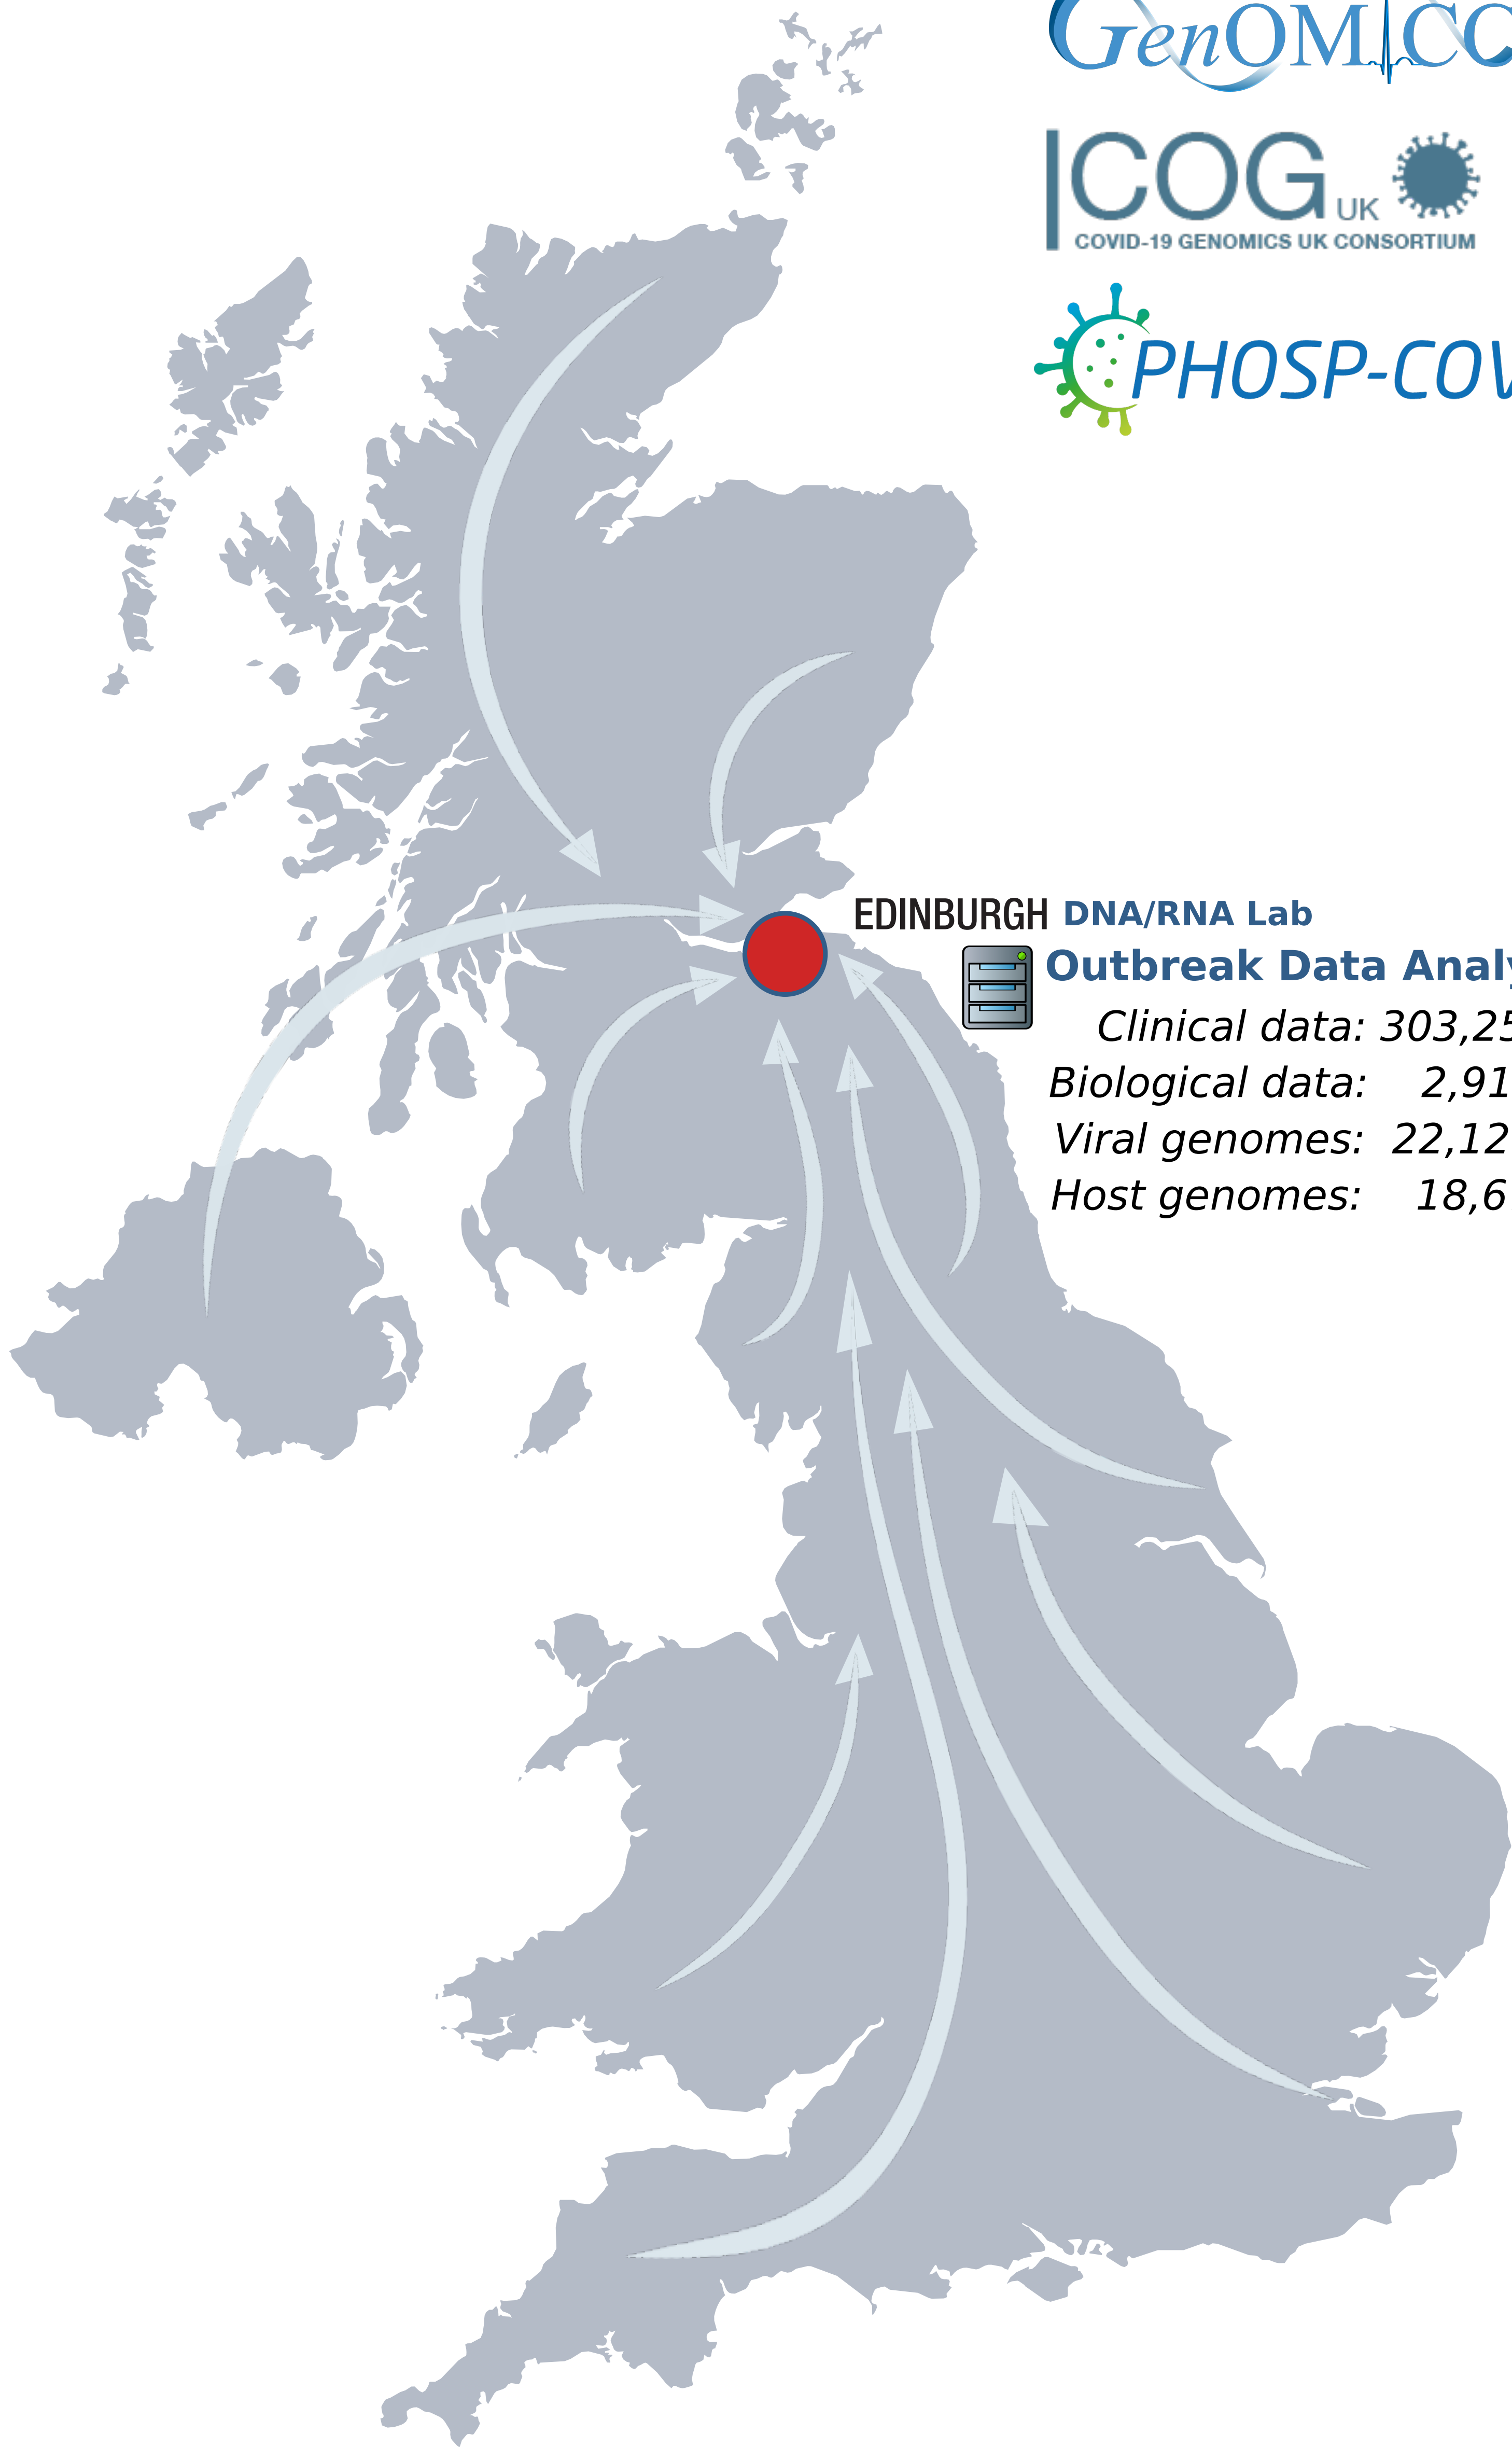 GenOMICC
COG UK
COVID-19 GENOMICS UK CONSORTIUM
PHOSP-COV
EDINBURGH DNA/RNA Lab
Outbreak Data Analy
Clinical data: 303,25
Biological data: 2,91
Viral genomes: 22,12
Host genomes: 18,6